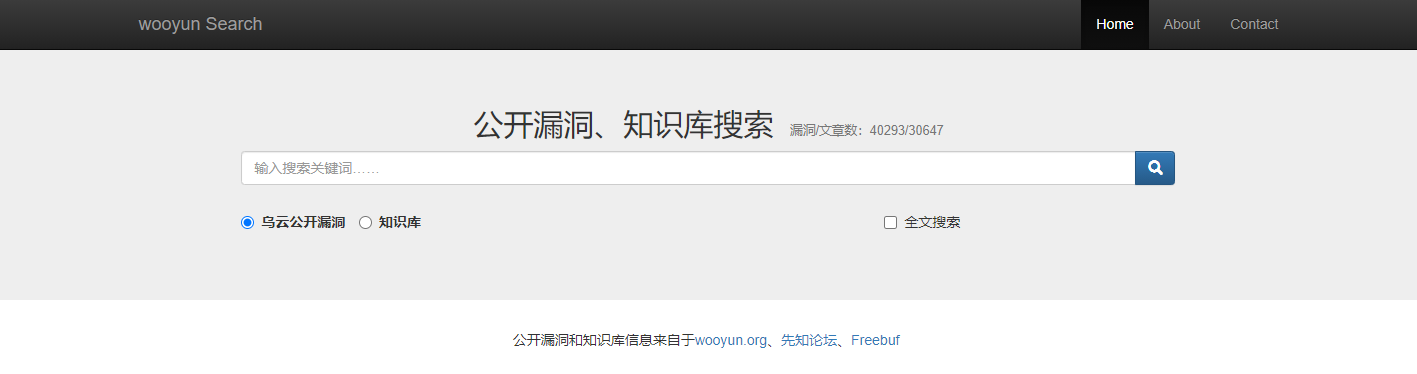 wooyun Search Home About Contact
公开漏洞、知识库搜索 漏洞/文章数：40293/30647
输入搜索关键词……
乌云公开漏洞 知识库 全文搜索
公开漏洞和知识库信息来自于wooyun.org、先知论坛、Freebuf